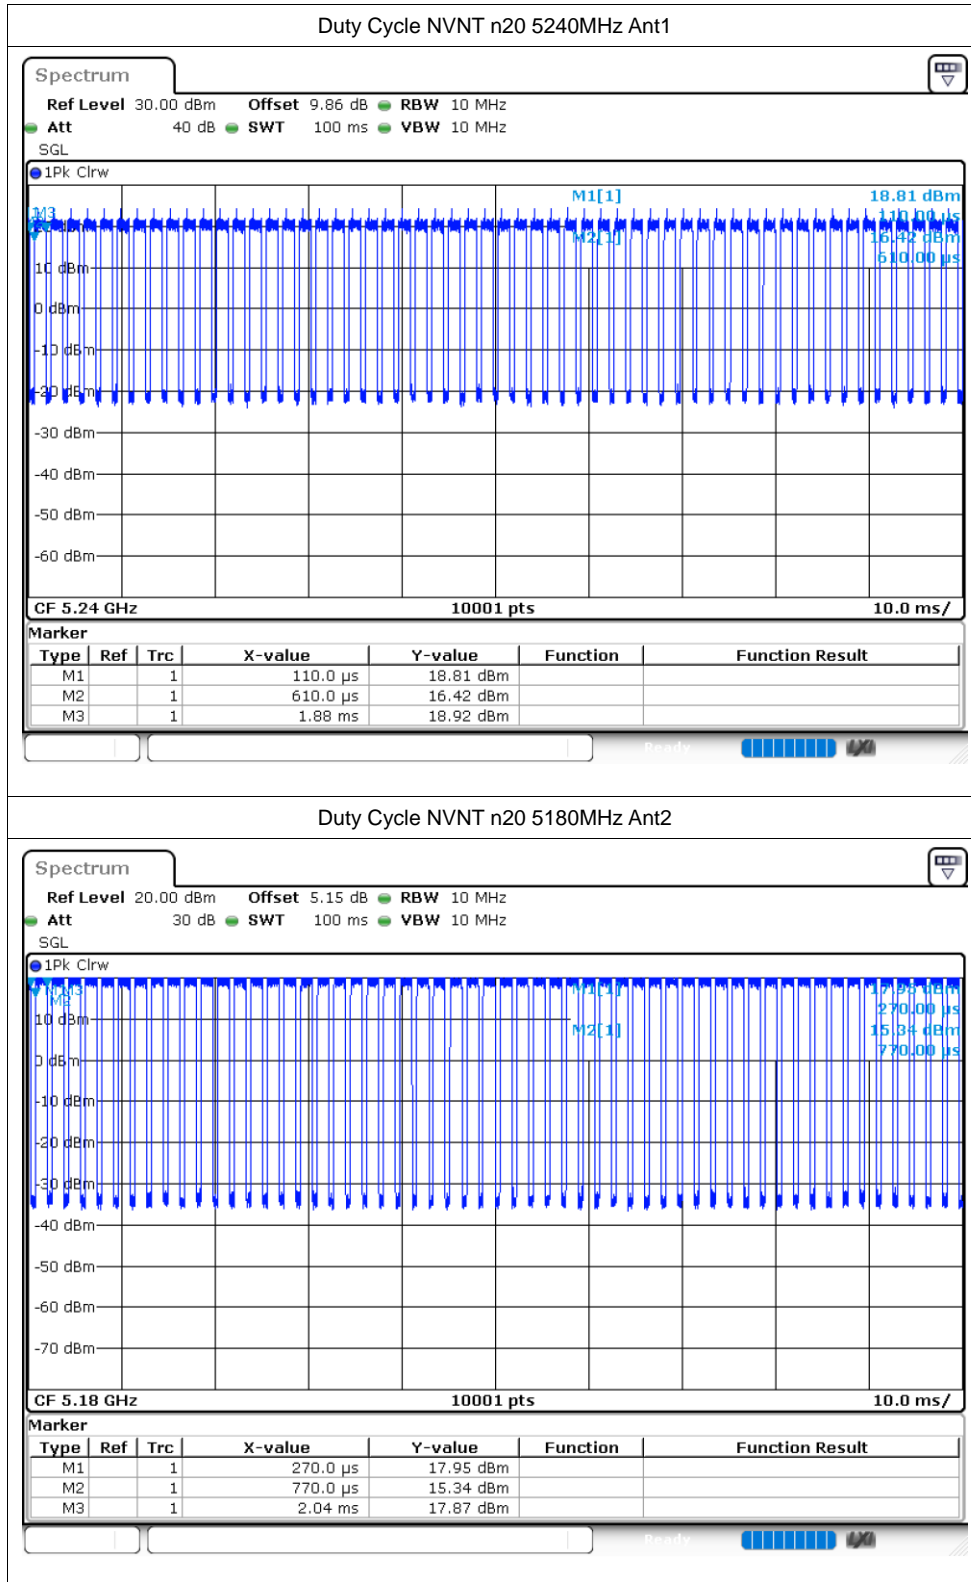 Duty Cycle NVNT n20 5240MHz Ant1
Spectrum
Ref Level 30.00 dBm Offset 9.86 dB RBW 10 MHz
Att 40 dB SWT 100 ms VBW 10 MHz
SGL
1Pk Clrw
M1[1] 18.81 dBm
M3 110.00 µs
M2[1] 16.42 dBm
610.00 µs
10 dBm
0 dBm
-10 dBm
-20 dBm
-30 dBm
-40 dBm
-50 dBm
-60 dBm
CF 5.24 GHz 10001 pts 10.0 ms/
Marker
Type Ref Trc X-value Y-value Function Function Result
M1 1 110.0 µs 18.81 dBm
M2 1 610.0 µs 16.42 dBm
M3 1 1.88 ms 18.92 dBm
Ready LXI
Duty Cycle NVNT n20 5180MHz Ant2
Spectrum
Ref Level 20.00 dBm Offset 5.15 dB RBW 10 MHz
Att 30 dB SWT 100 ms VBW 10 MHz
SGL
1Pk Clrw
M3 M1[1] 17.95 dBm
M2 270.00 µs
10 dBm M2[1] 15.34 dBm
770.00 µs
0 dBm
-10 dBm
-20 dBm
-30 dBm
-40 dBm
-50 dBm
-60 dBm
-70 dBm
CF 5.18 GHz 10001 pts 10.0 ms/
Marker
Type Ref Trc X-value Y-value Function Function Result
M1 1 270.0 µs 17.95 dBm
M2 1 770.0 µs 15.34 dBm
M3 1 2.04 ms 17.87 dBm
Ready LXI